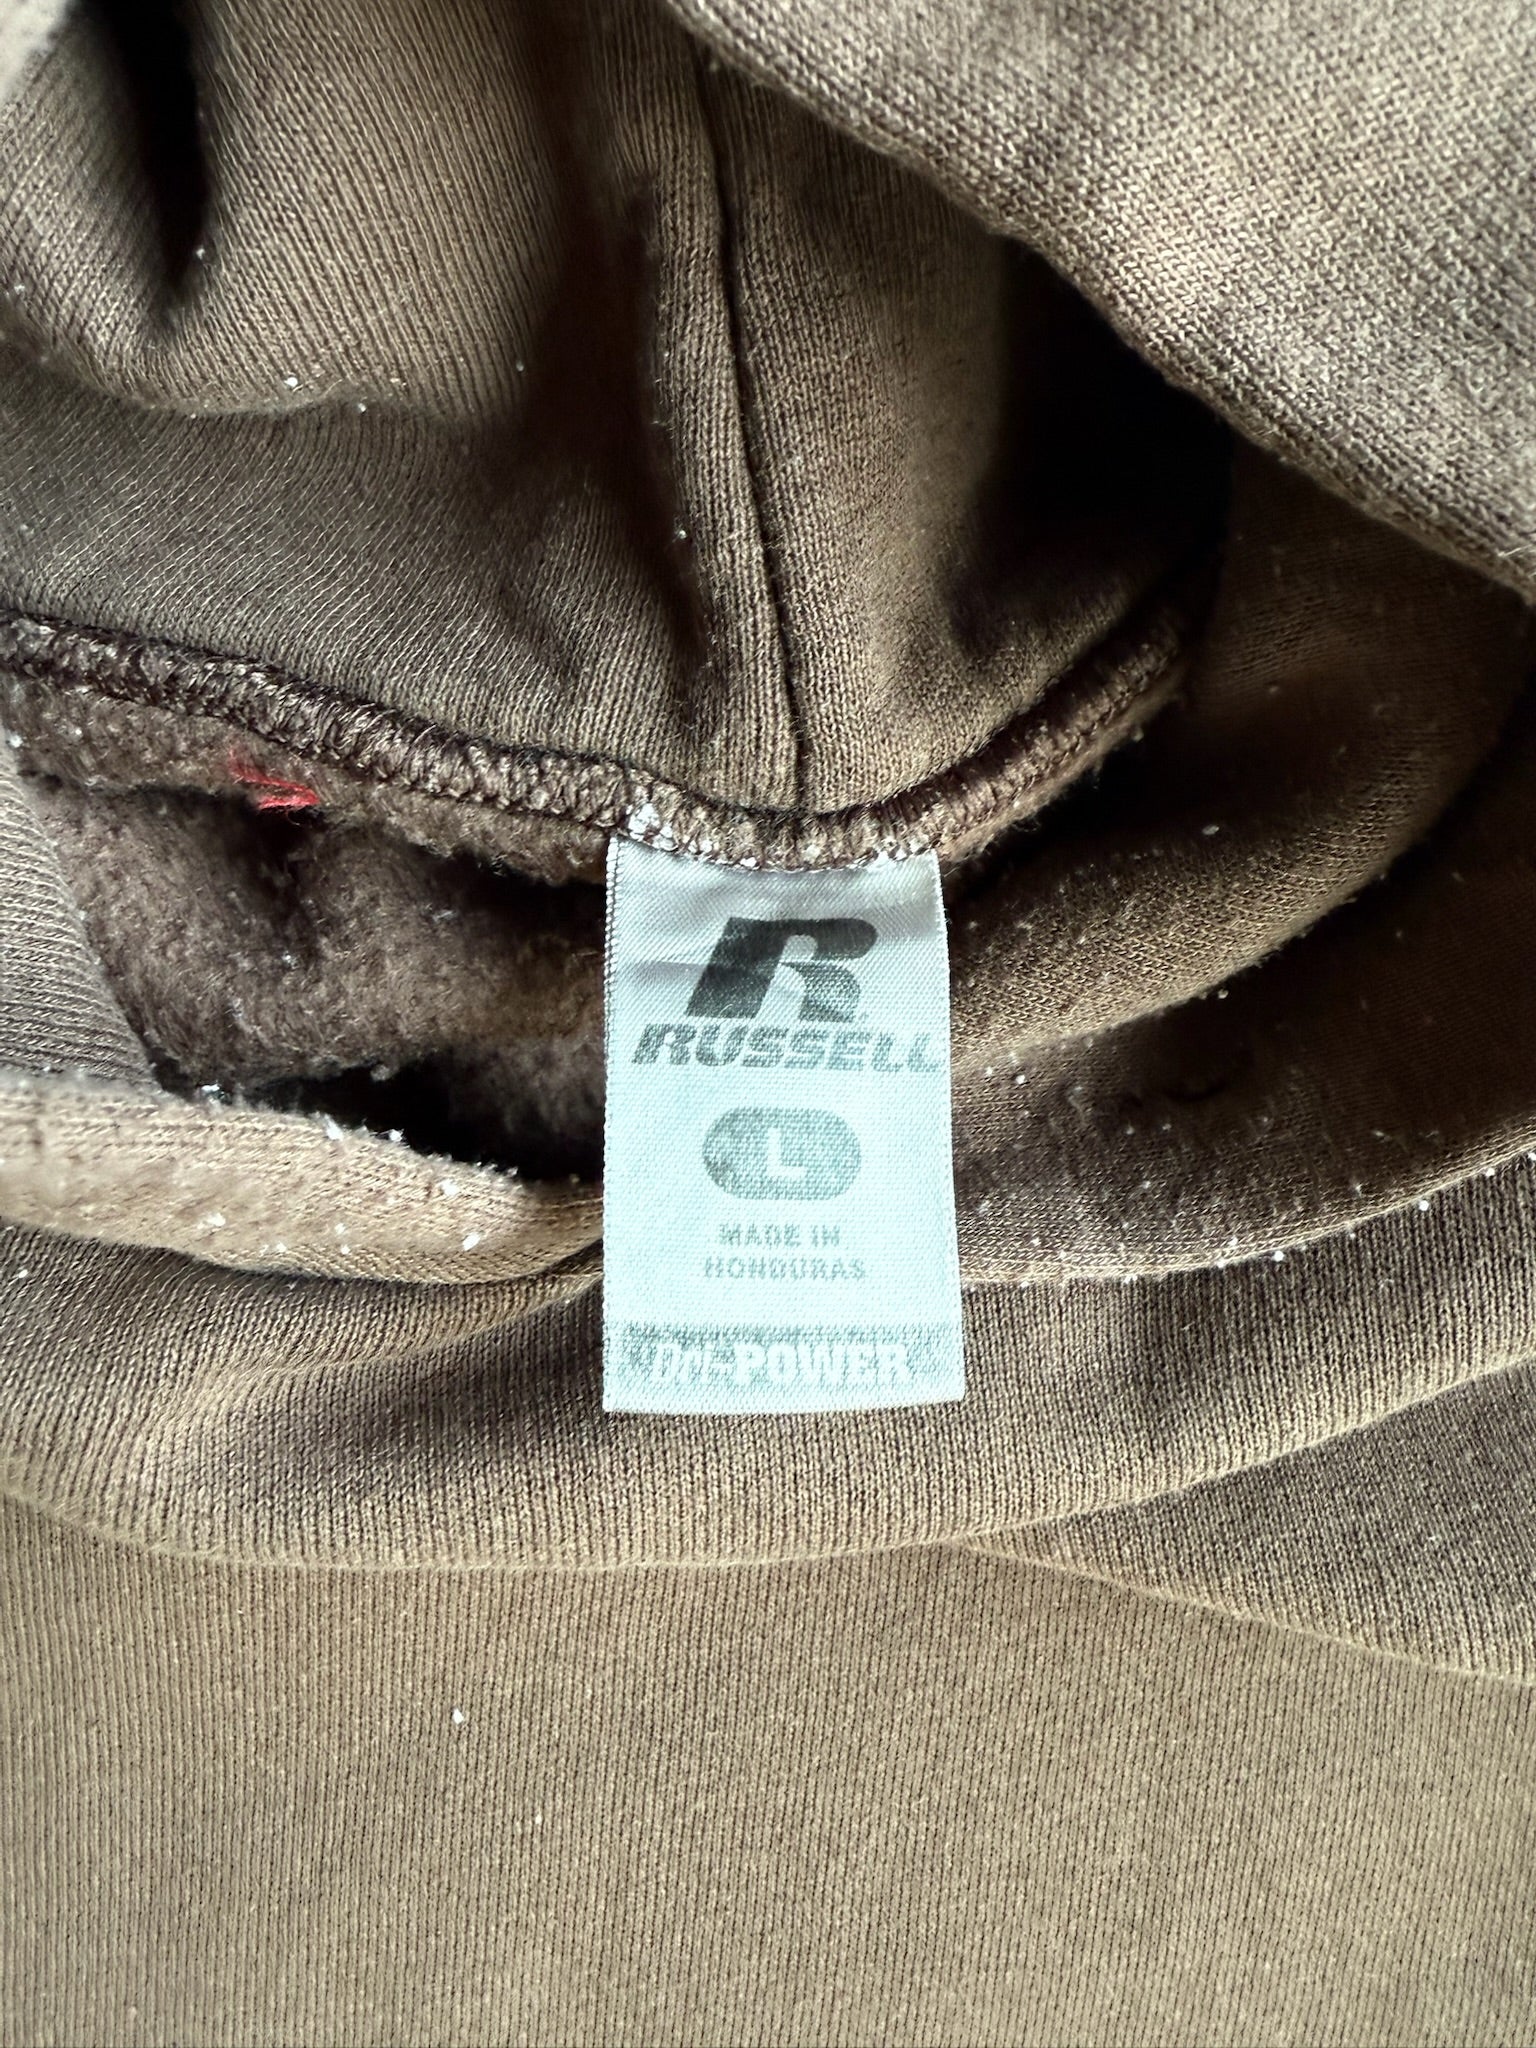 R
RUSSELL
L
MADE IN
HONDURAS
Dri-POWER